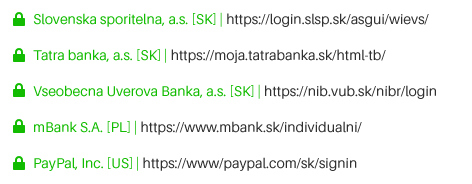 Slovenska sporitelna, a.s. [SK] | https://login.slsp.sk/asgui/wievs/
Tatra banka, a.s. [SK] | https://moja.tatrabanka.sk/html-tb/
Vseobecna Uverova Banka, a.s. [SK] | https://nib.vub.sk/nibr/login
mBank S.A. [PL] | https://www.mbank.sk/individualni/
PayPal, Inc. [US] | https://www/paypal.com/sk/signin